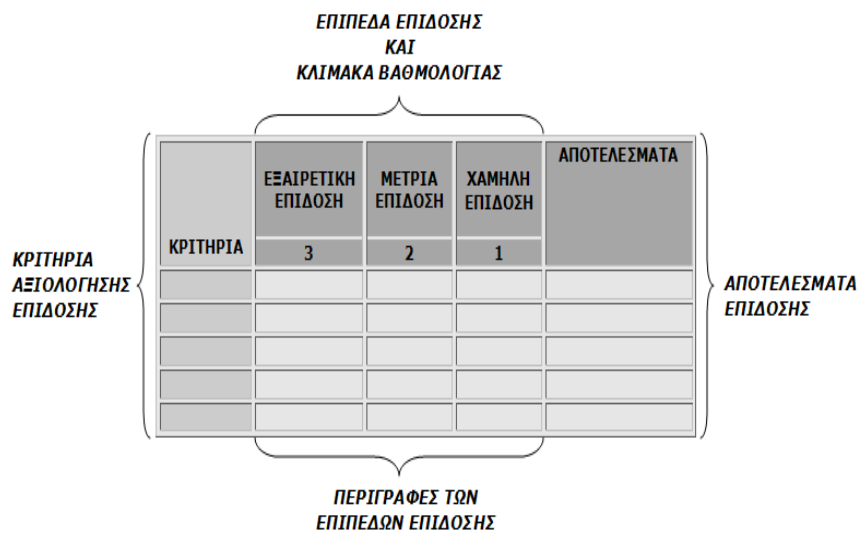 ΕΠΙΠΕΔΑ ΕΠΙΔΟΣΗΣ
ΚΑΙ
ΚΛΙΜΑΚΑ ΒΑΘΜΟΛΟΓΙΑΣ
ΚΡΙΤΗΡΙΑ
ΑΞΙΟΛΟΓΗΣΗΣ
ΕΠΙΔΟΣΗΣ
ΚΡΙΤΗΡΙΑ
ΕΞΑΙΡΕΤΙΚΗ
ΕΠΙΔΟΣΗ
3
ΜΕΤΡΙΑ
ΕΠΙΔΟΣΗ
2
ΧΑΜΗΛΗ
ΕΠΙΔΟΣΗ
1
ΑΠΟΤΕΛΕΣΜΑΤΑ
ΑΠΟΤΕΛΕΣΜΑΤΑ
ΕΠΙΔΟΣΗΣ
ΠΕΡΙΓΡΑΦΕΣ ΤΩΝ
ΕΠΙΠΕΔΩΝ ΕΠΙΔΟΣΗΣ